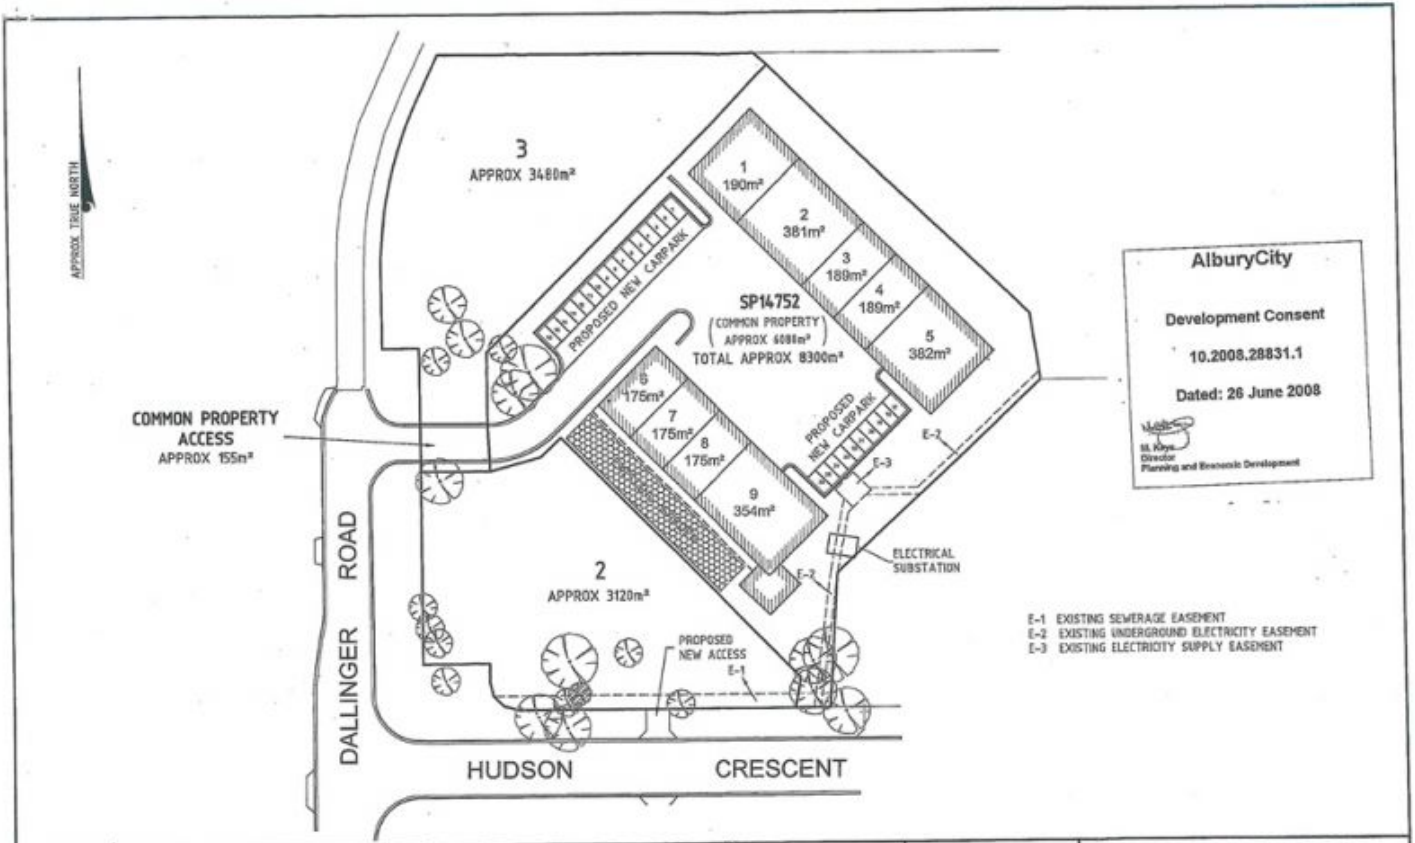 APPROX TRUE NORTH
3
APPROX 3480m²
1
190m²
2
381m²
3
189m²
4
189m²
5
382m²
PROPOSED NEW CARPARK
SP14752
(COMMON PROPERTY)
APPROX 6080m²
TOTAL APPROX 8300m²
6
175m²
7
175m²
8
175m²
9
354m²
PROPOSED
NEW CARPARK
E-2
E-3
COMMON PROPERTY
ACCESS
APPROX 155m²
ELECTRICAL
SUBSTATION
E-2
2
APPROX 3120m²
PROPOSED
NEW ACCESS
E-1
DALLINGER ROAD
HUDSON CRESCENT
AlburyCity
Development Consent
10.2008.28831.1
Dated: 26 June 2008
Director
Planning and Economic Development
E-1 EXISTING SEWERAGE EASEMENT
E-2 EXISTING UNDERGROUND ELECTRICITY EASEMENT
E-3 EXISTING ELECTRICITY SUPPLY EASEMENT